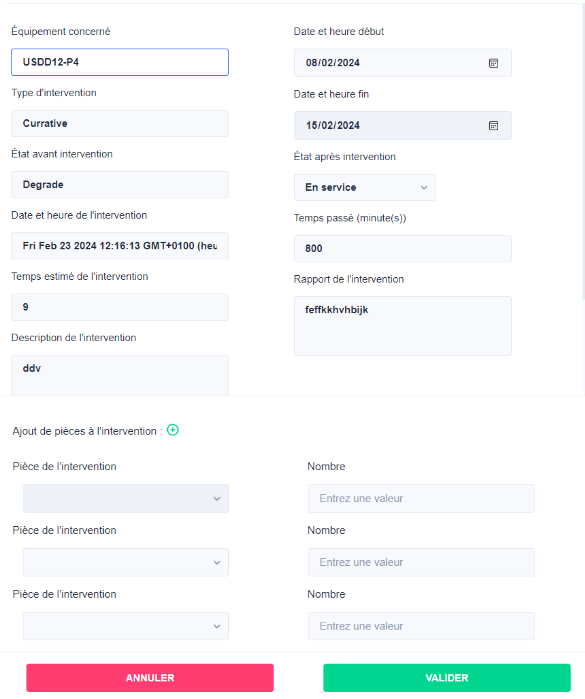 Équipement concerné
USDD12-P4
Type d'intervention
Currative
État avant intervention
Degrade
Date et heure de l'intervention
Fri Feb 23 2024 12:16:13 GMT+0100 (heu
Temps estimé de l'intervention
9
Description de l'intervention
ddv
Date et heure début
08/02/2024
Date et heure fin
15/02/2024
État après intervention
En service
Temps passé (minute(s))
800
Rapport de l'intervention
feffkkhvhbijk
Ajout de pièces à l'intervention :
Pièce de l'intervention
Nombre
Entrez une valeur
Pièce de l'intervention
Nombre
Entrez une valeur
Pièce de l'intervention
Nombre
Entrez une valeur
ANNULER
VALIDER